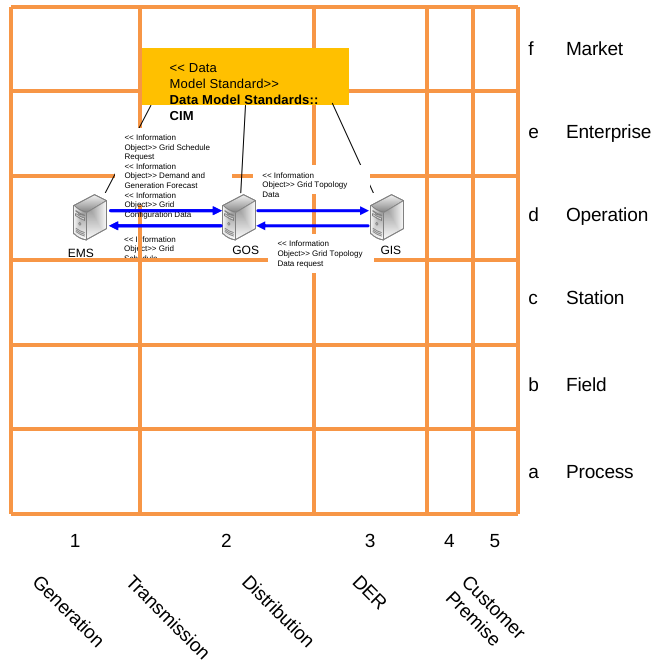 f Market
<< Data
Model Standard>>
Data Model Standards::
CIM
e Enterprise
<< Information
Object>> Grid Schedule
Request
<< Information
Object>> Demand and
Generation Forecast
<< Information
Object>> Grid
Configuration Data
<< Information
Object>> Grid Topology
Data
d Operation
<< Information
Object>> Grid
Schedule
<< Information
Object>> Grid Topology
Data request
EMS
GOS
GIS
c Station
b Field
a Process
1 2 3 4 5
Generation
Transmission
Distribution
DER
Customer
Premise